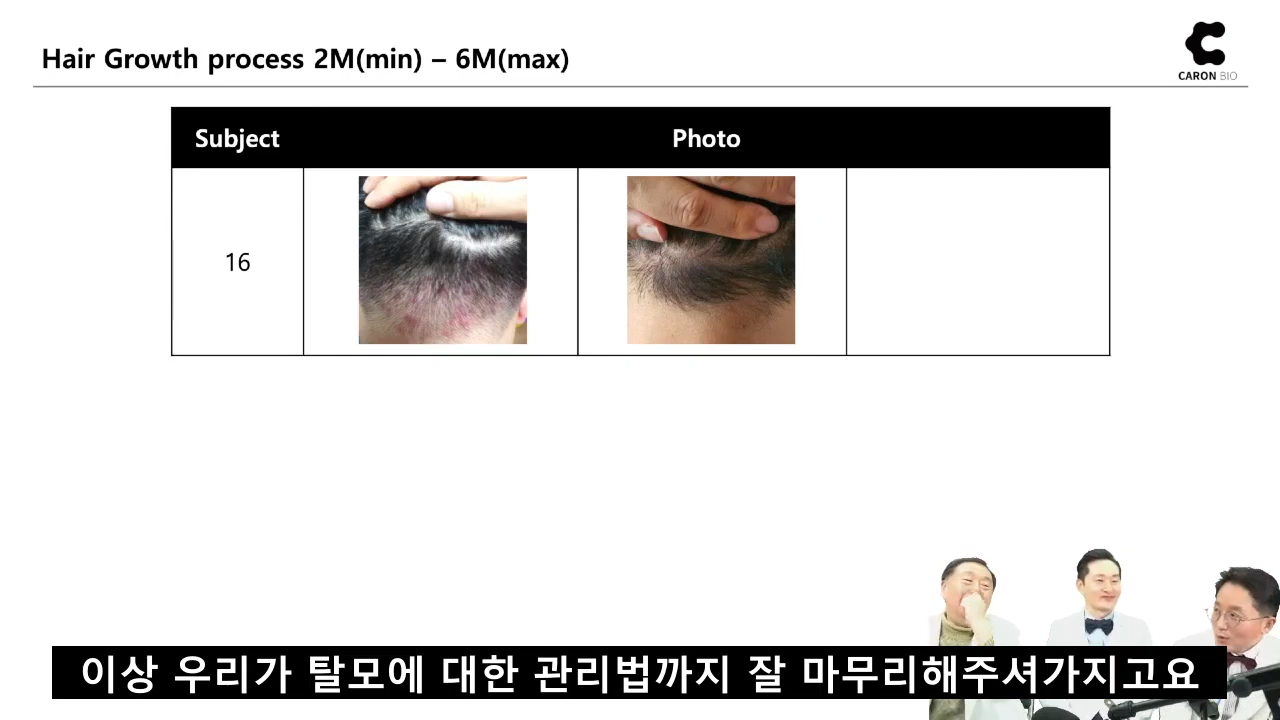 Hair Growth process 2M(min) – 6M(max)
CARON BIO
Subject
Photo
16
이상 우리가 탈모에 대한 관리법까지 잘 마무리해주셔가지고요